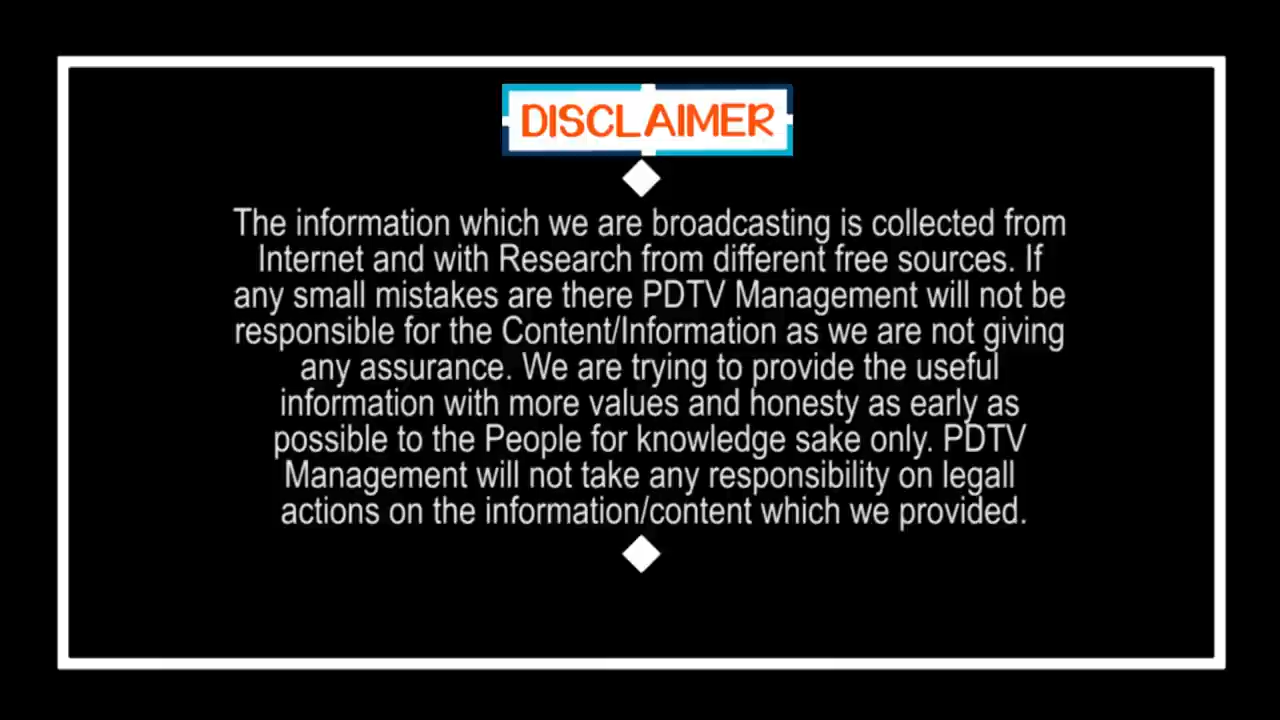 DISCLAIMER
The information which we are broadcasting is collected from
Internet and with Research from different free sources. If
any small mistakes are there PDTV Management will not be
responsible for the Content/Information as we are not giving
any assurance. We are trying to provide the useful
information with more values and honesty as early as
possible to the People for knowledge sake only. PDTV
Management will not take any responsibility on legall
actions on the information/content which we provided.